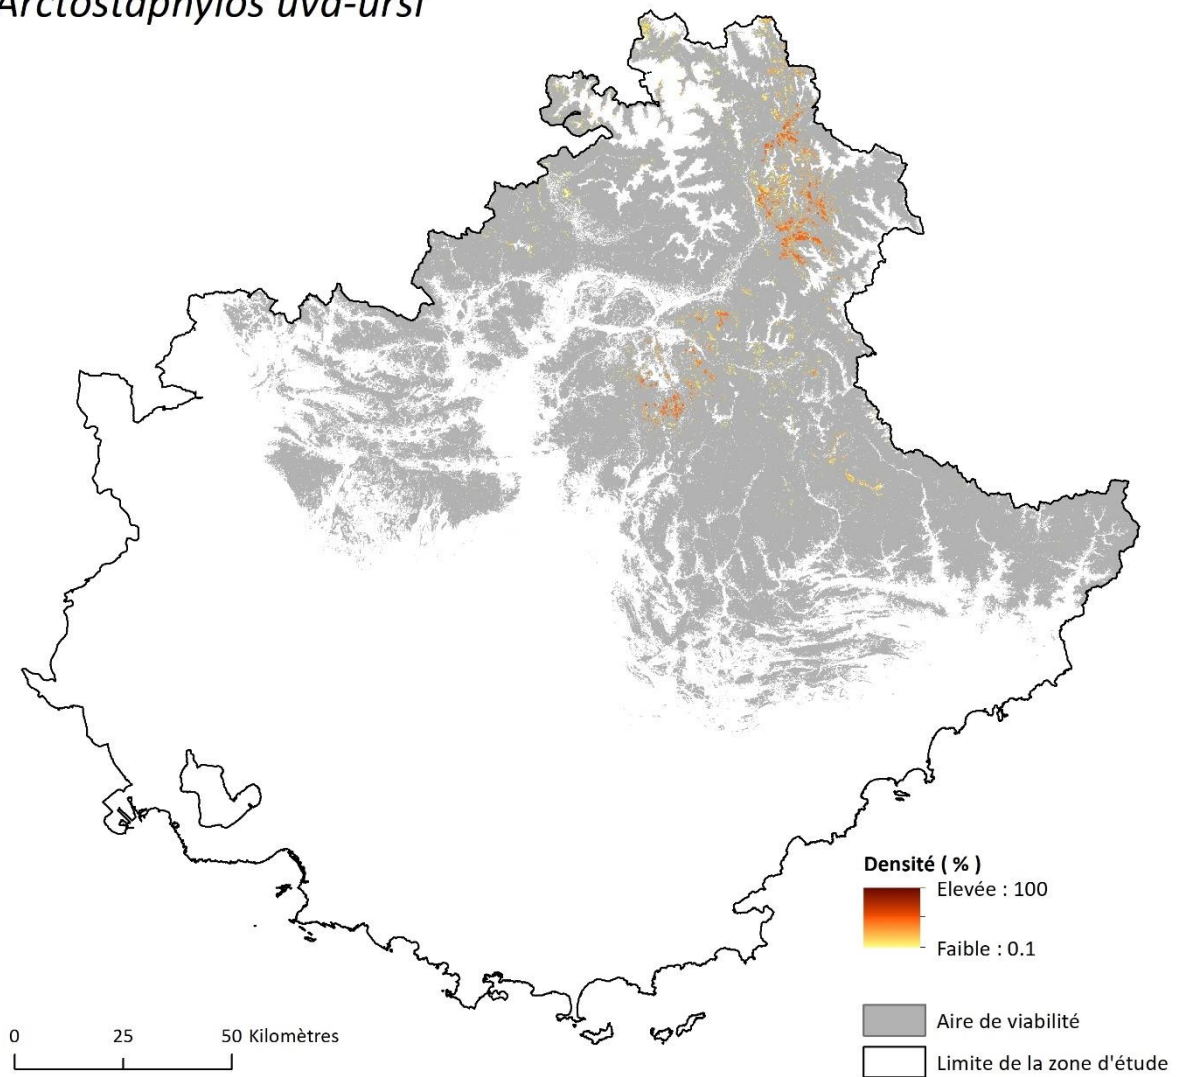 Arctostaphylos uva-ursi
Densité ( % )
Elevée : 100
Faible : 0.1
Aire de viabilité
Limite de la zone d'étude
0 25 50 Kilomètres